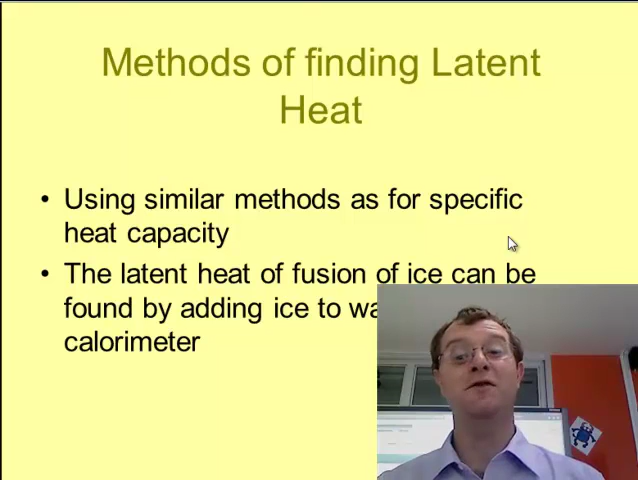 Methods of finding Latent
Heat
• Using similar methods as for specific
heat capacity
• The latent heat of fusion of ice can be
found by adding ice to
calorimeter